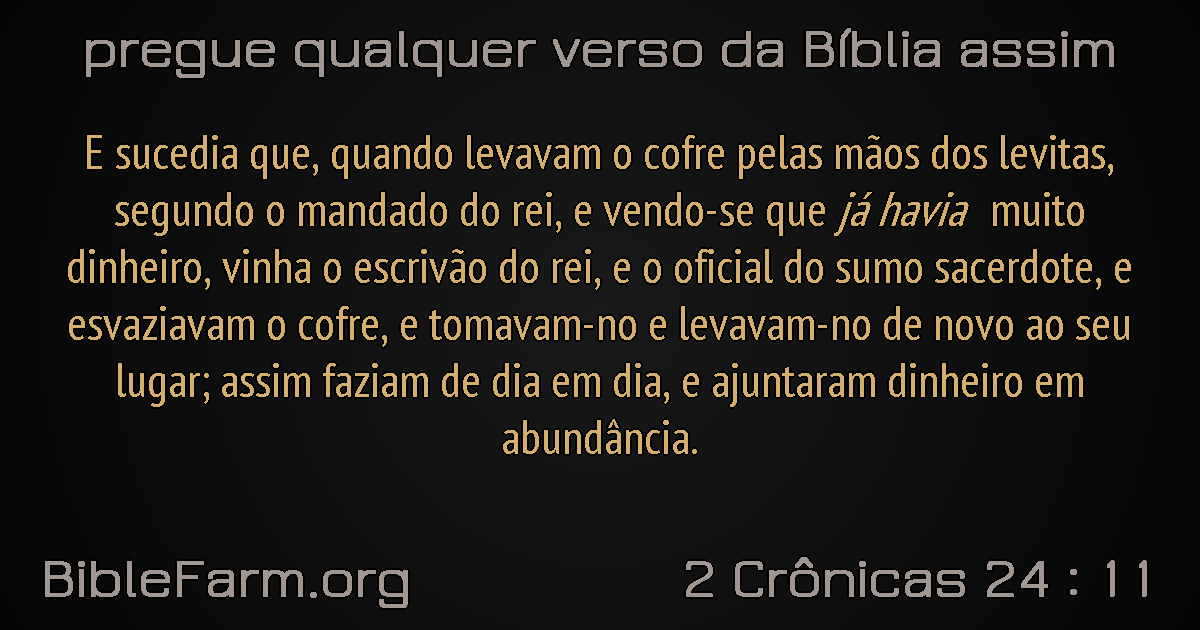 pregue qualquer verso da Bíblia assim
E sucedia que, quando levavam o cofre pelas mãos dos levitas,
segundo o mandado do rei, e vendo-se que já havia muito
dinheiro, vinha o escrivão do rei, e o oficial do sumo sacerdote, e
esvaziavam o cofre, e tomavam-no e levavam-no de novo ao seu
lugar; assim faziam de dia em dia, e ajuntaram dinheiro em
abundância.
BibleFarm.org
2 Crônicas 24 : 11